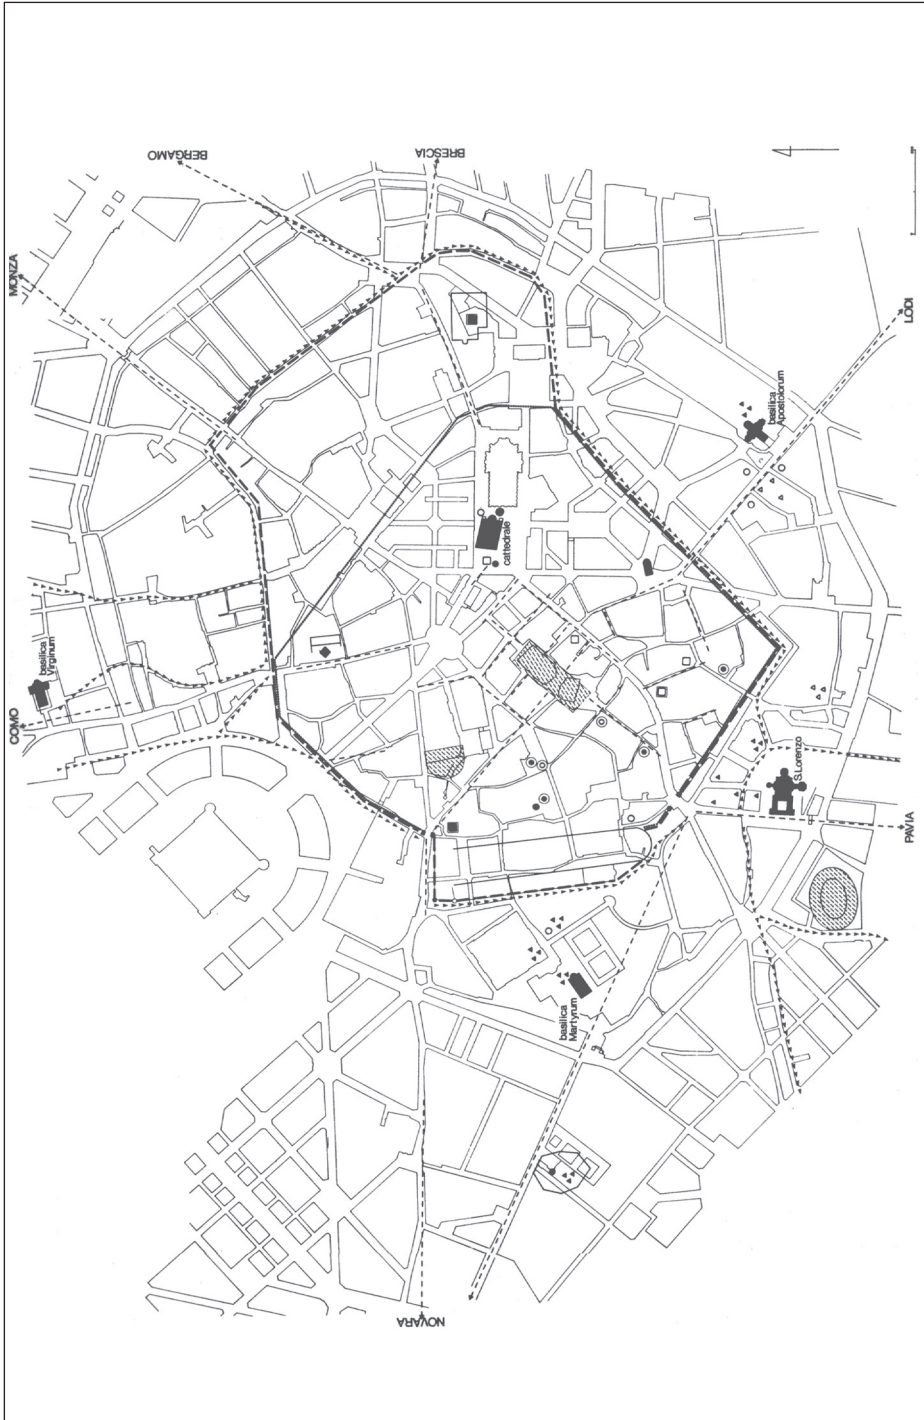 BERGAMO
BRESCIA
MONZA
LODI
basilica
Apostolorum
cattedrale
basilica
Virginum
COMO
S.Lorenzo
PAVIA
basilica
Martyrum
NOVARA